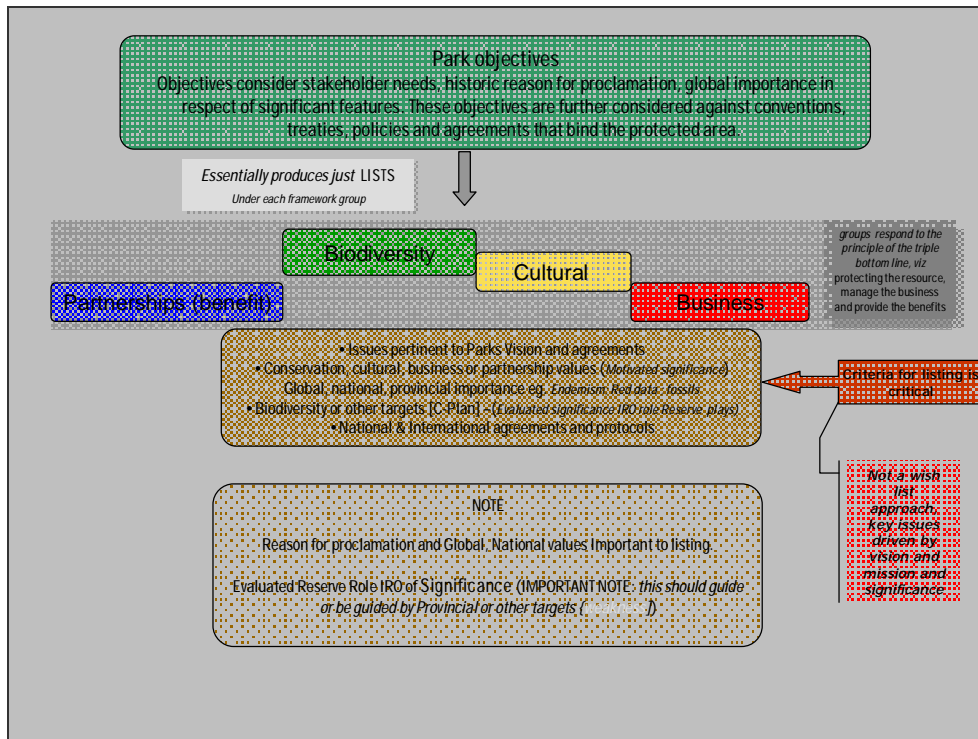 Park objectives
Objectives consider stakeholder needs, historic reason for proclamation, global importance in
respect of significant features. These objectives are further considered against conventions,
treaties, policies and agreements that bind the protected area.
Essentially produces just LISTS
Under each framework group
Biodiversity
Cultural
Partnerships (benefit)
Business
groups respond to the
principle of the triple
bottom line, viz
protecting the resource,
manage the business
and provide the benefits
• Issues pertinent to Parks Vision and agreements
• Conservation, cultural, business or partnership values (Motivated significance)
Global, national, provincial importance eg. Endemism: Red data: fossils
• Biodiversity or other targets [C-Plan] – (Evaluated significance IRO role Reserve plays)
• National & International agreements and protocols
Criteria for listing is
critical
Not a wish
list
approach,
key issues
driven by
vision and
mission and
significance
NOTE
Reason for proclamation and Global, National values Important to listing.
Evaluated Reserve Role IRO of Significance (IMPORTANT NOTE: this should guide
or be guided by Provincial or other targets {weakness])